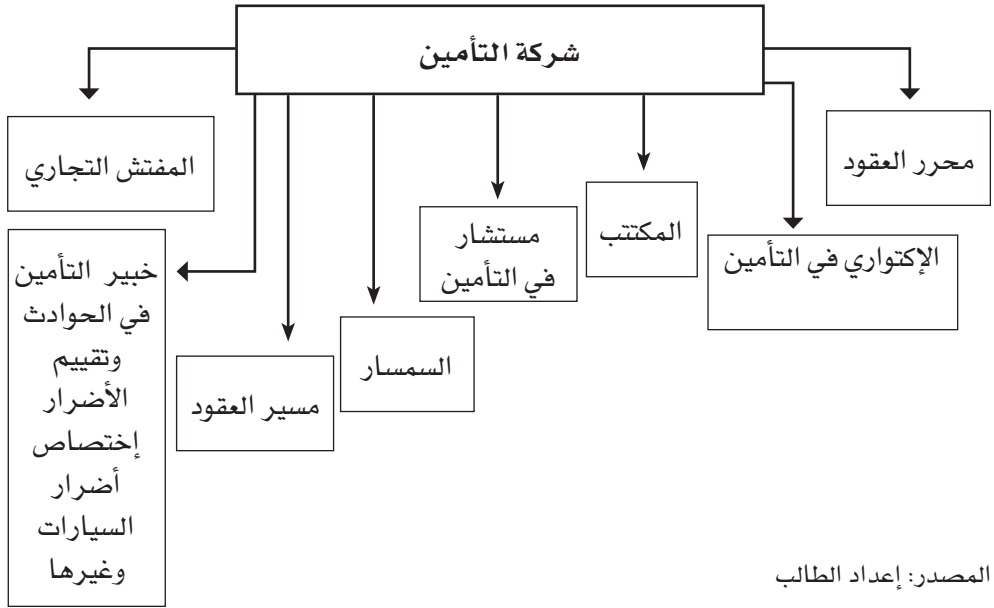 شركة التأمين
محرر العقود
الإكتواري في التأمين
المكتتب
مستشار
في التأمين
السمسار
مسير العقود
المفتش التجاري
خبير التأمين
في الحوادث
وتقييم
الأضرار
إختصاص
أضرار
السيارات
وغيرها
المصدر: إعداد الطالب